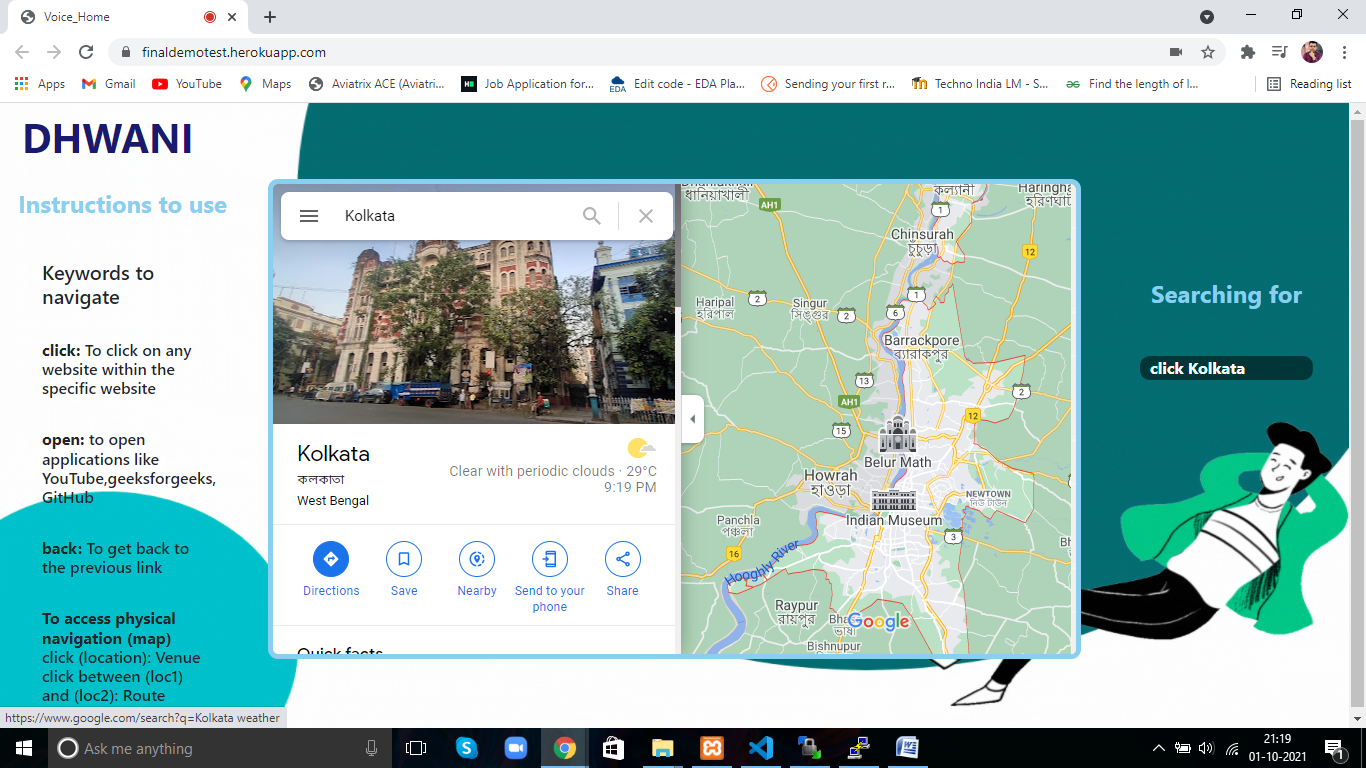 Voice_Home
finaldemotest.herokuapp.com
Apps
Gmail
YouTube
Maps
Aviatrix ACE (Aviatri...
Job Application for...
Edit code - EDA Pla...
Sending your first r...
Techno India LM - S...
Find the length of l...
Reading list
DHWANI
Instructions to use
Keywords to
navigate
click: To click on any
website within the
specific website
open: to open
applications like
YouTube,geeksforgeeks,
GitHub
back: To get back to
the previous link
To access physical
navigation (map)
click (location): Venue
click between (loc1)
and (loc2): Route
https://www.google.com/search?q=Kolkata weather
Kolkata
Kolkata
কলকাতা
West Bengal
Clear with periodic clouds · 29°C
9:19 PM
Directions
Save
Nearby
Send to your
phone
Share
Quick facts
ধানিয়াখালী
AH1
কল্যানী
1
Haringha
হরিণঘাট
Chinsurah
চুঁচুড়া
12
Haripal
হরিপাল
2
Singur
সিঙ্গুর
2
1
6
Barrackpore
ব্যারাকপুর
13
2
AH1
12
15
Belur Math
Howrah
হাওড়া
NEWTOWN
নিউ টাউন
Indian Museum
Panchla
পঞ্চলা
3
16
Hooghly River
Raypur
রায়পুর
Google
ভাষা
Bishnupur
Searching for
click Kolkata
Ask me anything
21:19
01-10-2021
1